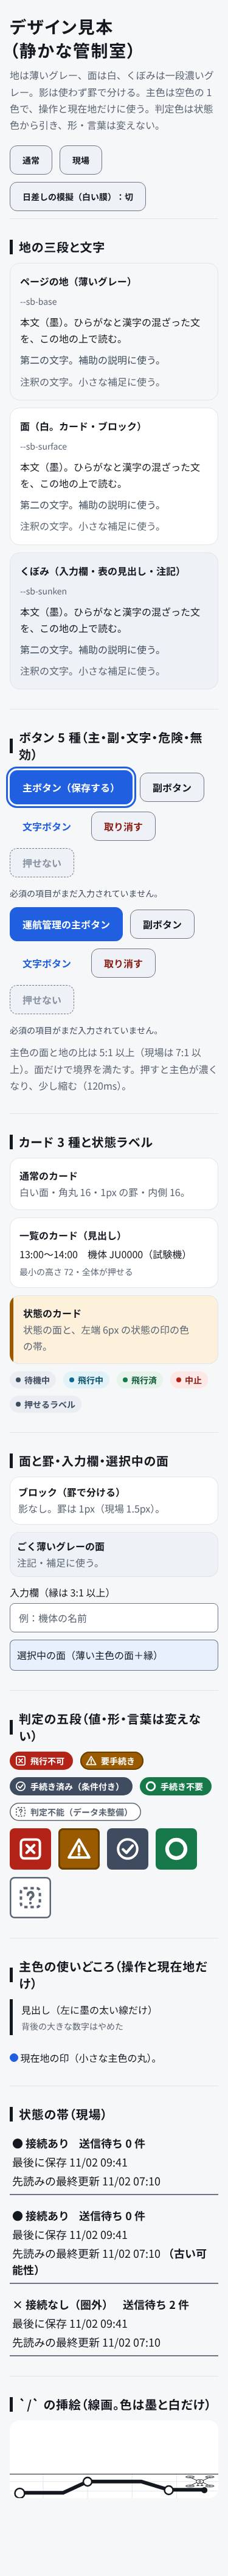 デザイン見本
（静かな管制室）
地は薄いグレー、面は白、くぼみは一段濃いグ
レー。影は使わず罫で分ける。主色は空色の 1
色で、操作と現在地だけに使う。判定色は状態
色から引き、形・言葉は変えない。
通常
現場
日差しの模擬（白い膜）：切
地の三段と文字
ページの地（薄いグレー）
--sb-base
本文（墨）。ひらがなと漢字の混ざった文
を、この地の上で読む。
第二の文字。補助の説明に使う。
注釈の文字。小さな補足に使う。
面（白。カード・ブロック）
--sb-surface
本文（墨）。ひらがなと漢字の混ざった文
を、この地の上で読む。
第二の文字。補助の説明に使う。
注釈の文字。小さな補足に使う。
くぼみ（入力欄・表の見出し・注記）
--sb-sunken
本文（墨）。ひらがなと漢字の混ざった文
を、この地の上で読む。
第二の文字。補助の説明に使う。
注釈の文字。小さな補足に使う。
ボタン 5 種（主・副・文字・危険・無
効）
主ボタン（保存する）
副ボタン
文字ボタン
取り消す
押せない
必須の項目がまだ入力されていません。
運航管理の主ボタン
副ボタン
文字ボタン
取り消す
押せない
必須の項目がまだ入力されていません。
主色の面と地の比は 5:1 以上（現場は 7:1 以
上）。面だけで境界を満たす。押すと主色が濃く
なり、少し縮む（120ms）。
カード 3 種と状態ラベル
通常のカード
白い面・角丸 16・1px の罫・内側 16。
一覧のカード（見出し）
13:00〜14:00　機体 JU0000（試験機）
最小の高さ 72・全体が押せる
状態のカード
状態の面と、左端 6px の状態の印の色
の帯。
待機中
飛行中
飛行済
中止
押せるラベル
面と罫・入力欄・選択中の面
ブロック（罫で分ける）
影なし。罫は 1px（現場 1.5px）。
ごく薄いグレーの面
注記・補足に使う。
入力欄（縁は 3:1 以上）
例：機体の名前
選択中の面（薄い主色の面＋縁）
判定の五段（値・形・言葉は変えな
い）
飛行不可
要手続き
手続き済み（条件付き）
手続き不要
判定不能（データ未整備）
主色の使いどころ（操作と現在地だ
け）
見出し（左に墨の太い線だけ）
背後の大きな数字はやめた
現在地の印（小さな主色の丸）。
状態の帯（現場）
● 接続あり　送信待ち 0 件
最後に保存 11/02 09:41
先読みの最終更新 11/02 07:10
● 接続あり　送信待ち 0 件
最後に保存 11/02 09:41
先読みの最終更新 11/02 07:10 （古い可
能性）
× 接続なし（圏外）　送信待ち 2 件
最後に保存 11/02 09:41
先読みの最終更新 11/02 07:10
`/` の挿絵（線画。色は墨と白だけ）